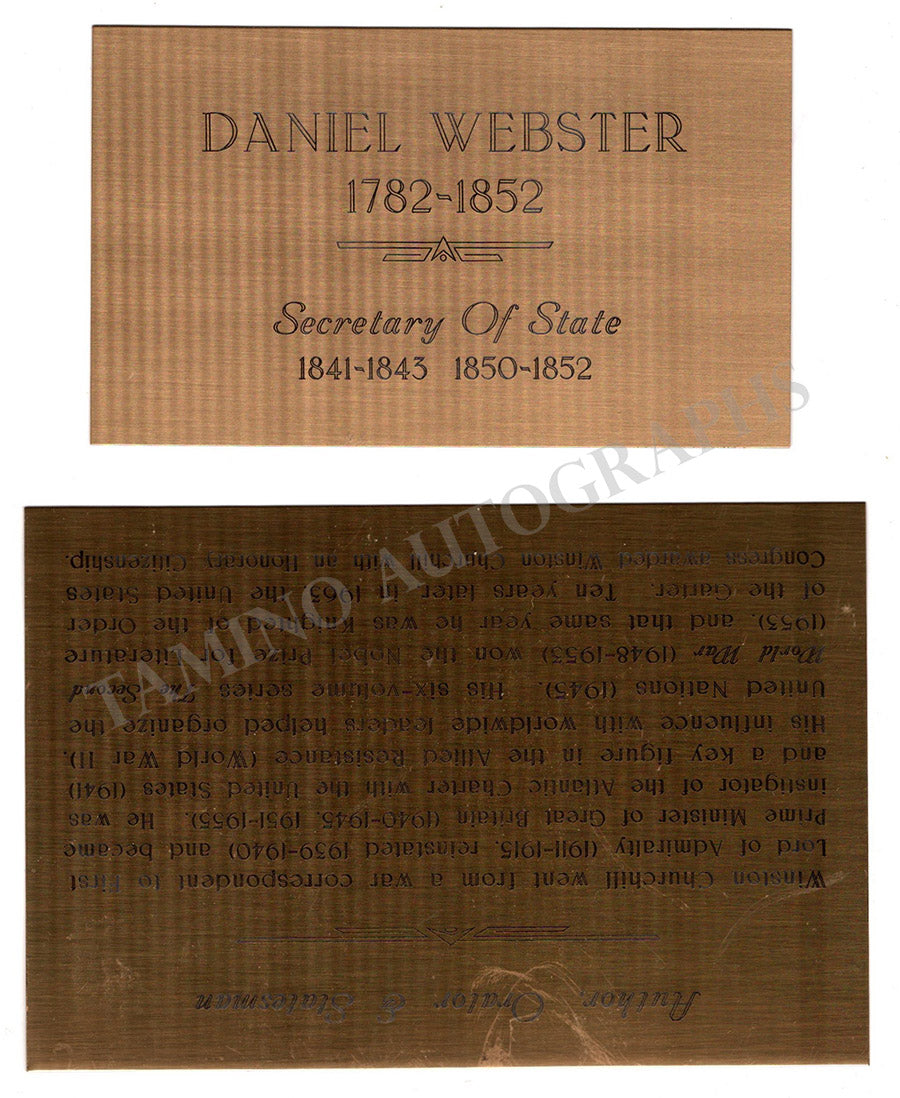 DANIEL WEBSTER
1782-1852
Secretary Of State
1841-1843 1850-1852
TAMINO AUTOGRAPHS
Author, Orator & Statesman
Winston Churchill went from a war correspondent to First
Lord of Admiralty (1911-1915, reinstated 1939-1940) and became
Prime Minister of Great Britain (1940-1945, 1951-1955). He was
instigator of the Atlantic Charter with the United States (1941)
and a key figure in the Allied Resistance (World War II).
His influence with worldwide leaders helped organize the
United Nations (1945). His six-volume series The Second
World War (1948-1953) won the Nobel Prize for Literature
(1953), and that same year he was Knighted of the Order
of the Garter. Ten years later in 1963 the United States
Congress awarded Winston Churchill with an Honorary Citizenship.